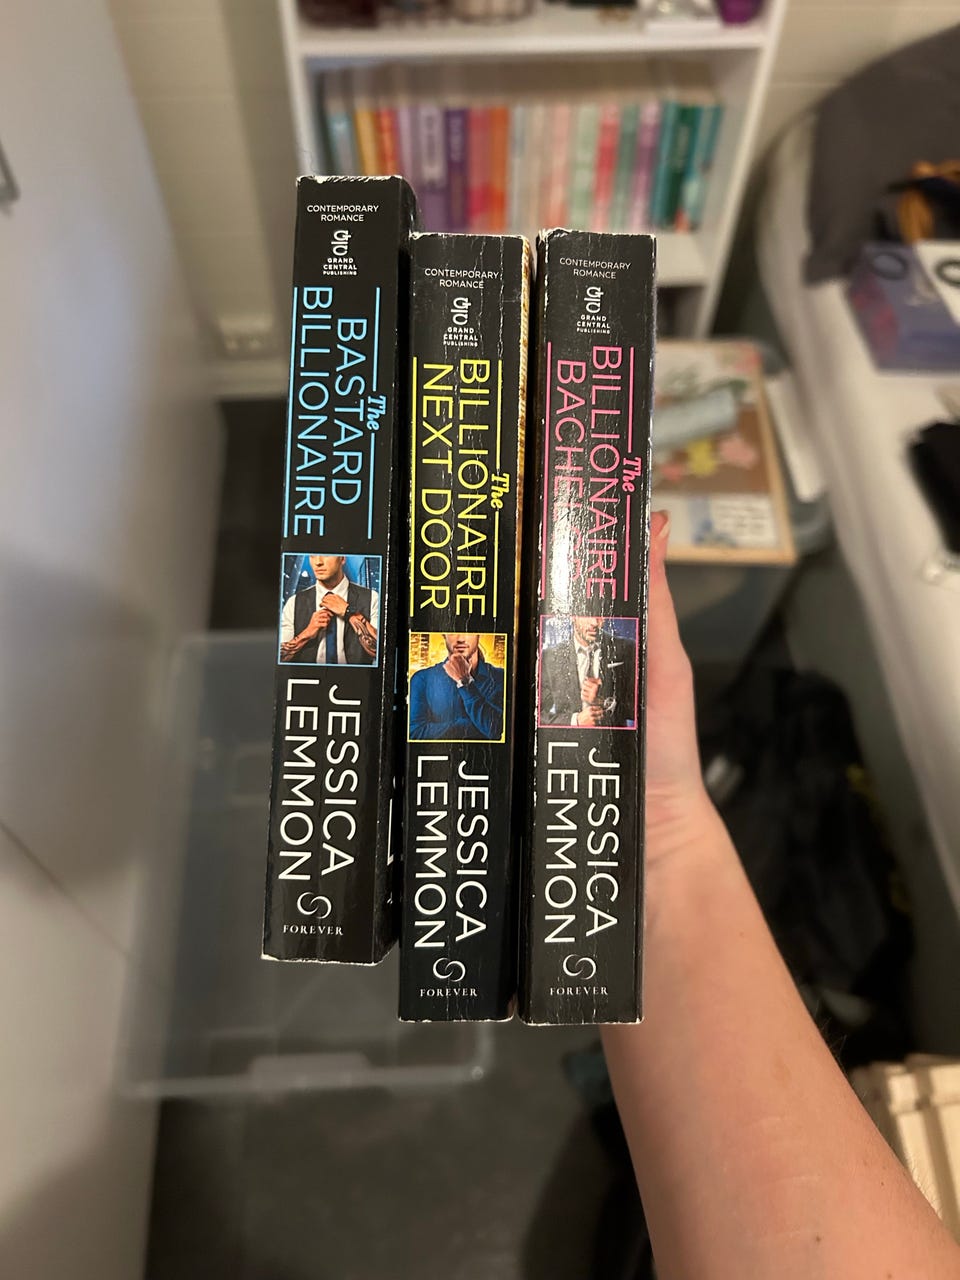 CONTEMPORARY
ROMANCE
GRAND
CENTRAL
PUBLISHING
The
BASTARD
BILLIONAIRE
JESSICA
LEMMON
FOREVER
CONTEMPORARY
ROMANCE
GRAND
CENTRAL
PUBLISHING
The
BILLIONAIRE
NEXT DOOR
JESSICA
LEMMON
FOREVER
CONTEMPORARY
ROMANCE
GRAND
CENTRAL
PUBLISHING
The
BILLIONAIRE
BACHELOR
JESSICA
LEMMON
FOREVER